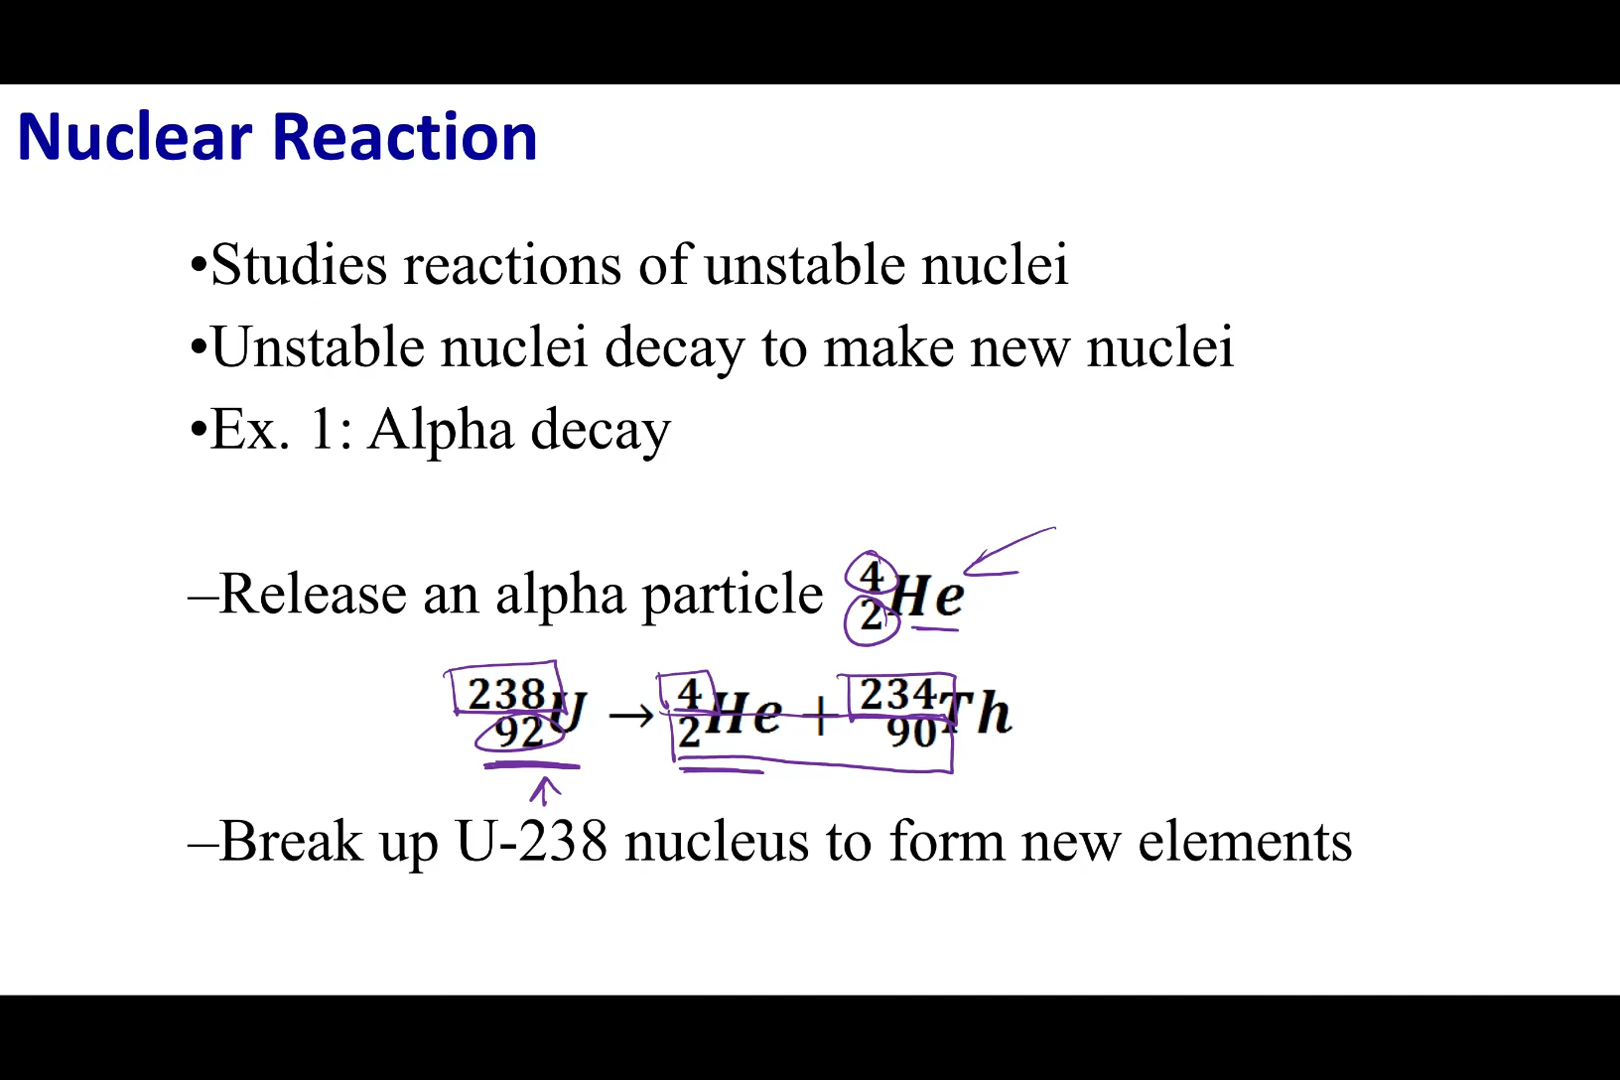 Nuclear Reaction
•Studies reactions of unstable nuclei
•Unstable nuclei decay to make new nuclei
•Ex. 1: Alpha decay
–Release an alpha particle ⁴₂He
²³⁸₉₂U → ⁴₂He + ²³⁴₉₀Th
–Break up U-238 nucleus to form new elements